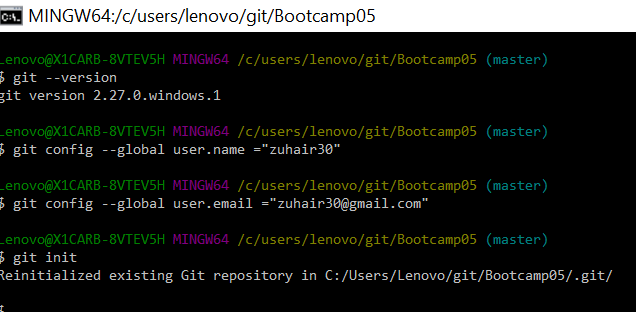 MINGW64:/c/users/lenovo/git/Bootcamp05
Lenovo@X1CARB-8VTEV5H MINGW64 /c/users/lenovo/git/Bootcamp05 (master)
$ git --version
git version 2.27.0.windows.1
Lenovo@X1CARB-8VTEV5H MINGW64 /c/users/lenovo/git/Bootcamp05 (master)
$ git config --global user.name ="zuhair30"
Lenovo@X1CARB-8VTEV5H MINGW64 /c/users/lenovo/git/Bootcamp05 (master)
$ git config --global user.email ="zuhair30@gmail.com"
Lenovo@X1CARB-8VTEV5H MINGW64 /c/users/lenovo/git/Bootcamp05 (master)
$ git init
Reinitialized existing Git repository in C:/Users/Lenovo/git/Bootcamp05/.git/